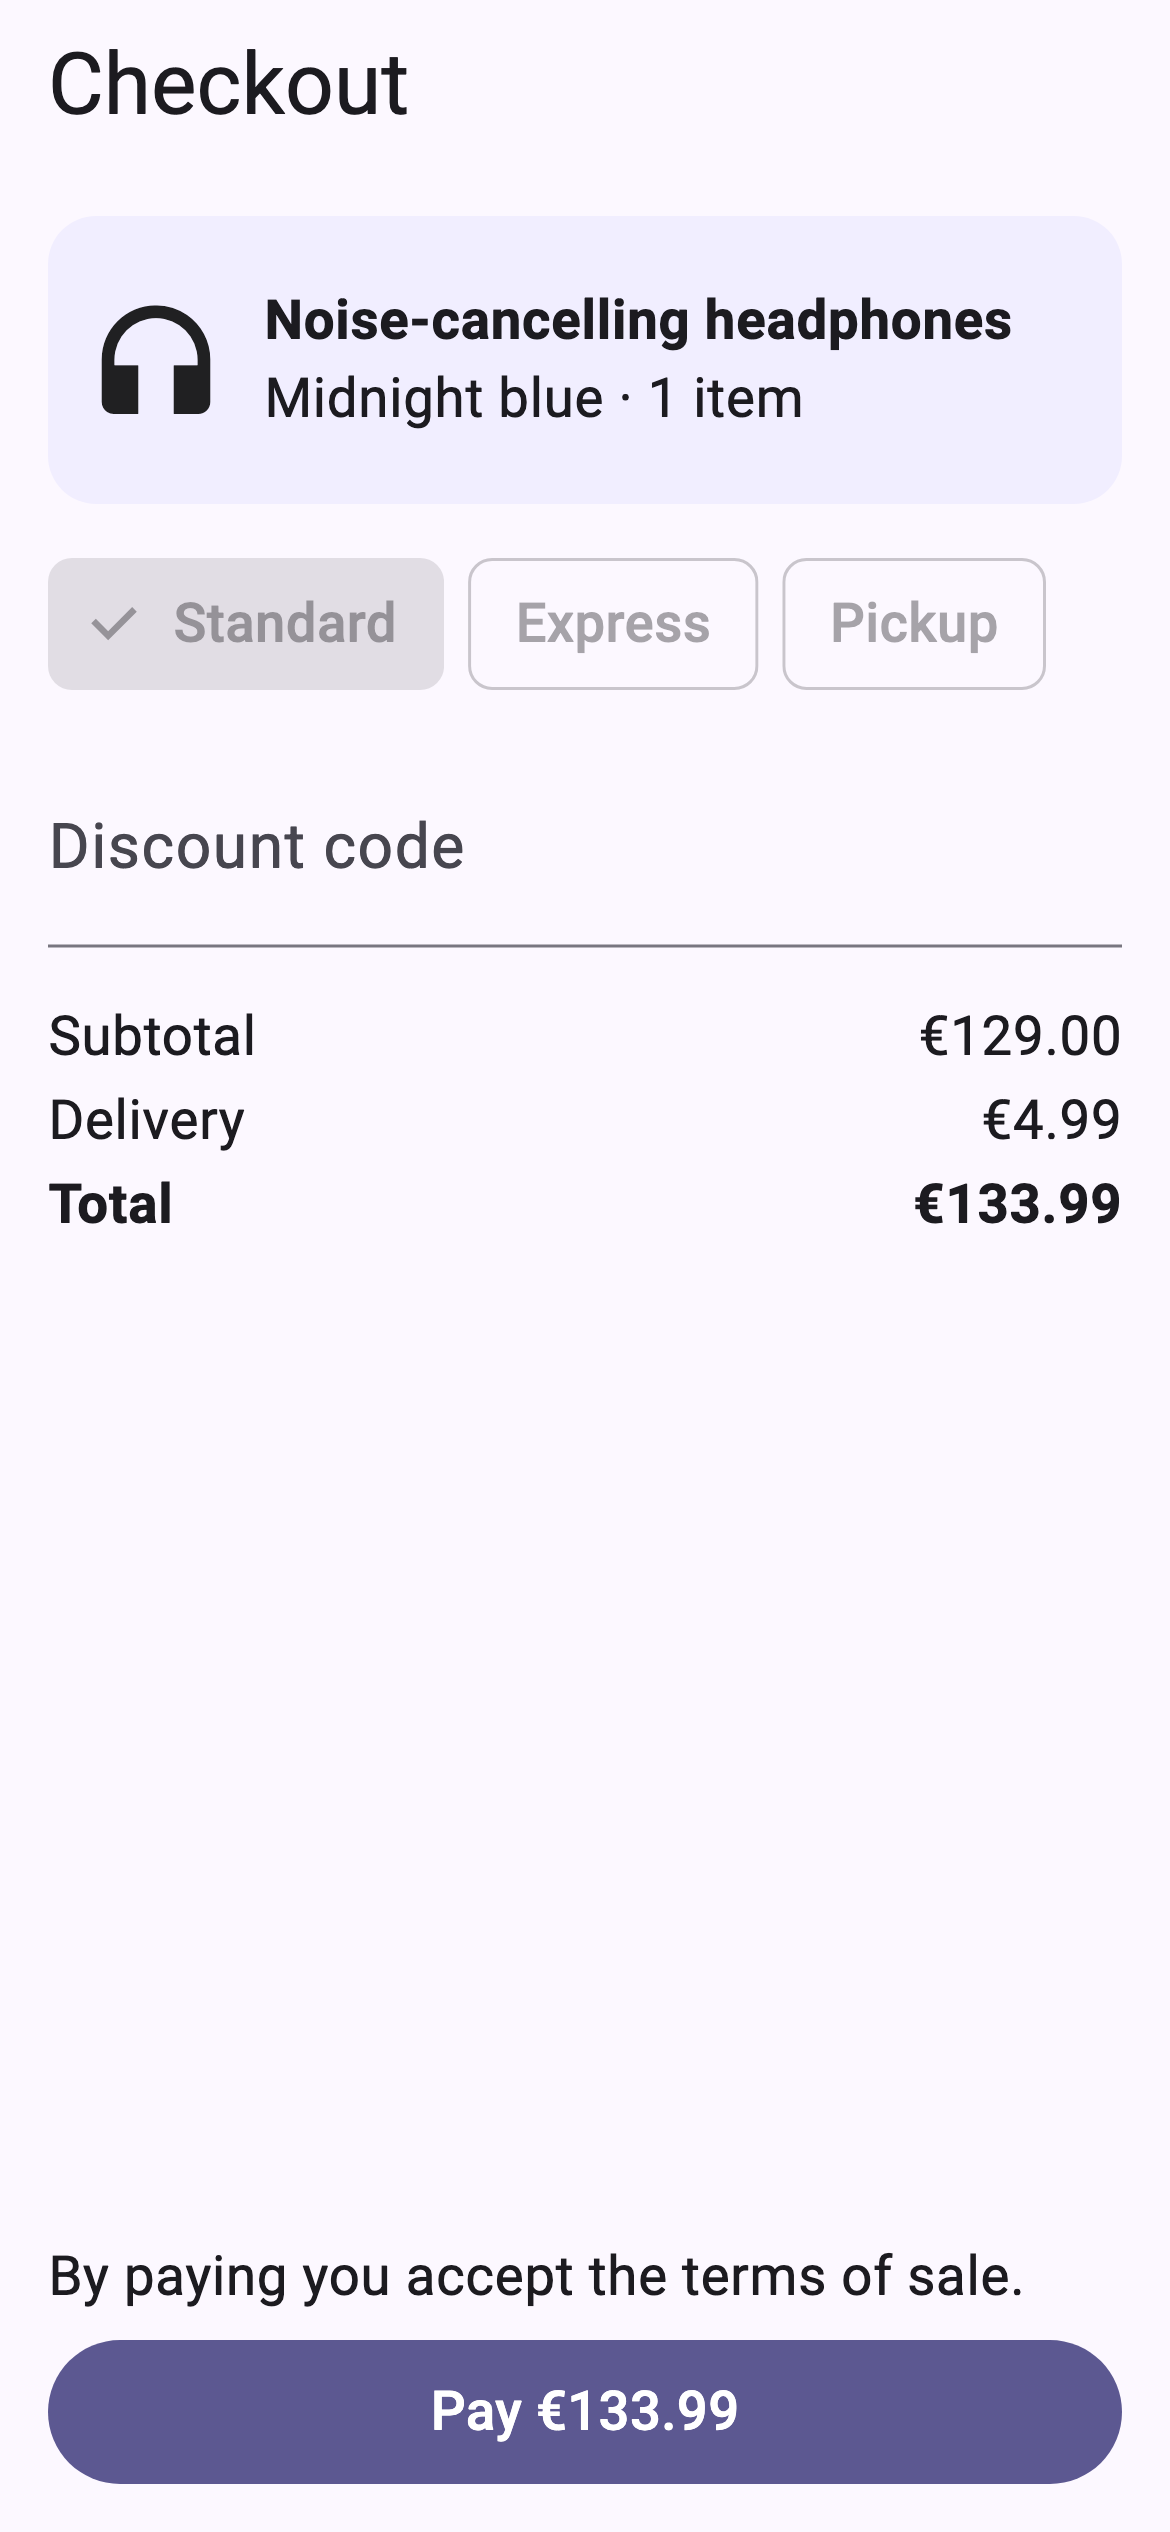 Checkout
Noise-cancelling headphones
Midnight blue · 1 item
Standard Express Pickup
Discount code
Subtotal €129.00
Delivery €4.99
Total €133.99
By paying you accept the terms of sale.
Pay €133.99